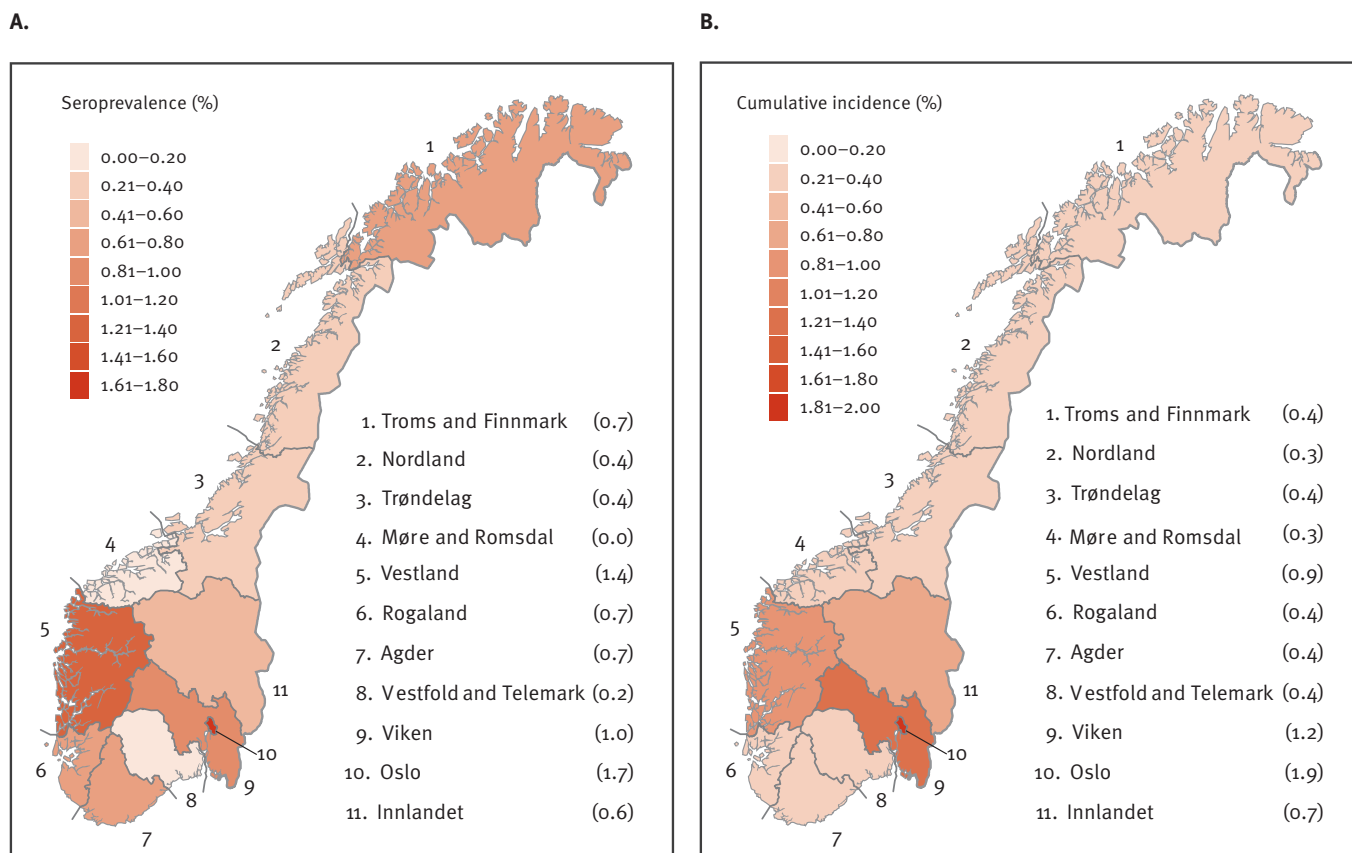 A.
Seroprevalence (%)
0.00–0.20
0.21–0.40
0.41–0.60
0.61–0.80
0.81–1.00
1.01–1.20
1.21–1.40
1.41–1.60
1.61–1.80
1
2
3
4
5
6
7
8
9
10
11
1. Troms and Finnmark (0.7)
2. Nordland (0.4)
3. Trøndelag (0.4)
4. Møre and Romsdal (0.0)
5. Vestland (1.4)
6. Rogaland (0.7)
7. Agder (0.7)
8. Vestfold and Telemark (0.2)
9. Viken (1.0)
10. Oslo (1.7)
11. Innlandet (0.6)
B.
Cumulative incidence (%)
0.00–0.20
0.21–0.40
0.41–0.60
0.61–0.80
0.81–1.00
1.01–1.20
1.21–1.40
1.41–1.60
1.61–1.80
1.81–2.00
1
2
3
4
5
6
7
8
9
10
11
1. Troms and Finnmark (0.4)
2. Nordland (0.3)
3. Trøndelag (0.4)
4. Møre and Romsdal (0.3)
5. Vestland (0.9)
6. Rogaland (0.4)
7. Agder (0.4)
8. Vestfold and Telemark (0.4)
9. Viken (1.2)
10. Oslo (1.9)
11. Innlandet (0.7)